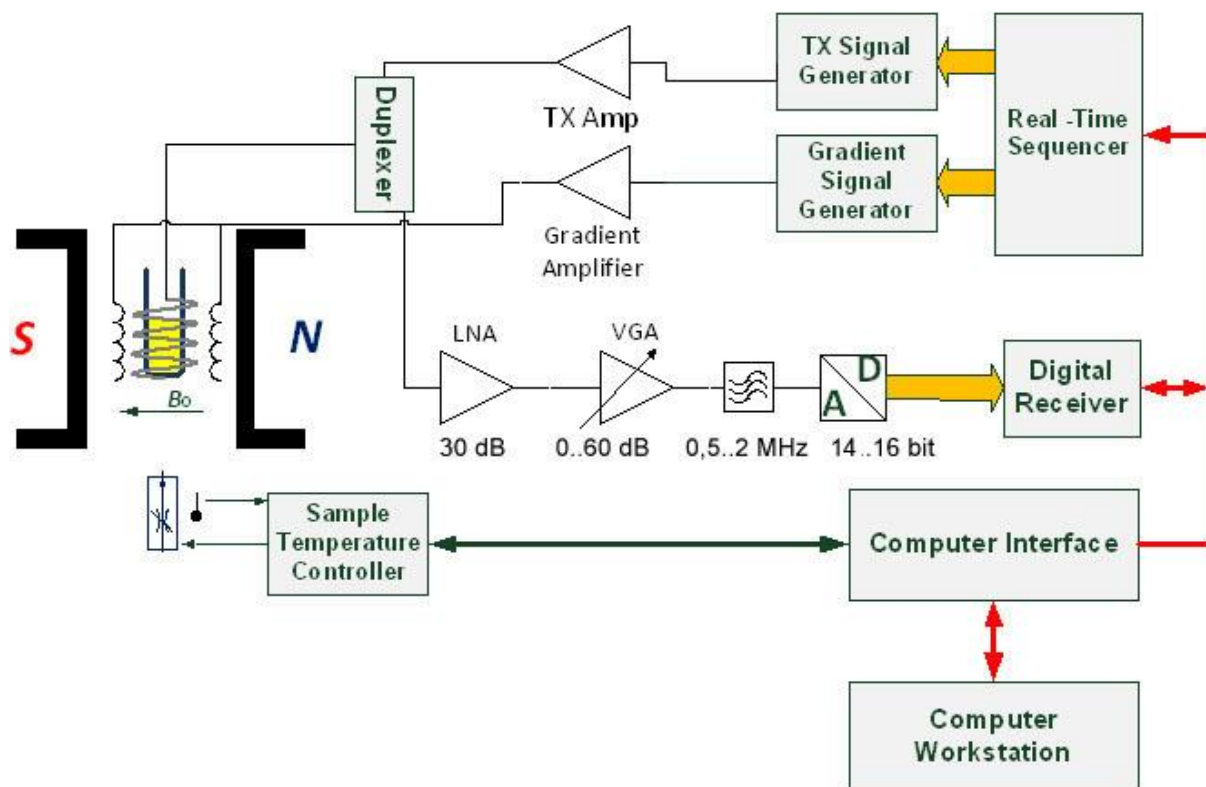 TX Signal
Generator
Real -Time
Sequencer
Duplexer
TX Amp
Gradient
Signal
Generator
Gradient
Amplifier
S
N
B0
LNA
VGA
D
A
30 dB
0..60 dB
0,5..2 MHz
14..16 bit
Digital
Receiver
Sample
Temperature
Controller
Computer Interface
Computer
Workstation